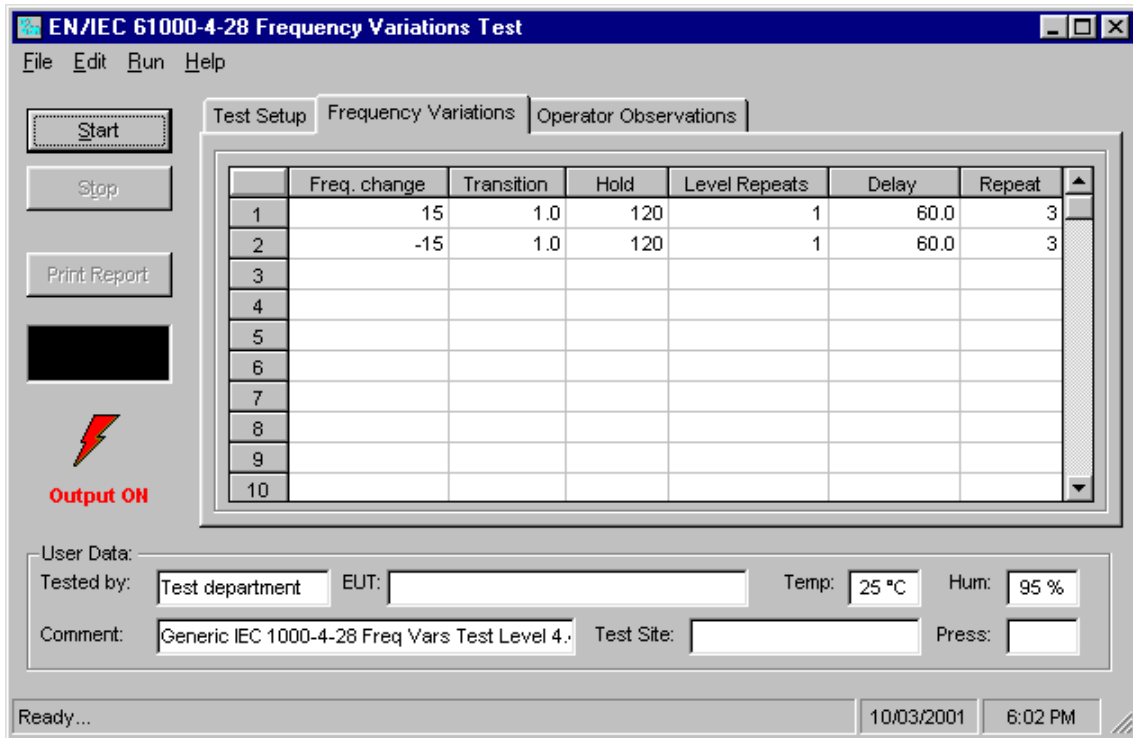 EN/IEC 61000-4-28 Frequency Variations Test
File Edit Run Help
Start
Stop
Print Report
Output ON
Test Setup Frequency Variations Operator Observations
Freq. change Transition Hold Level Repeats Delay Repeat
1 15 1.0 120 1 60.0 3
2 -15 1.0 120 1 60.0 3
3
4
5
6
7
8
9
10
User Data:
Tested by: Test department EUT: Temp: 25 °C Hum: 95 %
Comment: Generic IEC 1000-4-28 Freq Vars Test Level 4. Test Site: Press:
Ready... 10/03/2001 6:02 PM